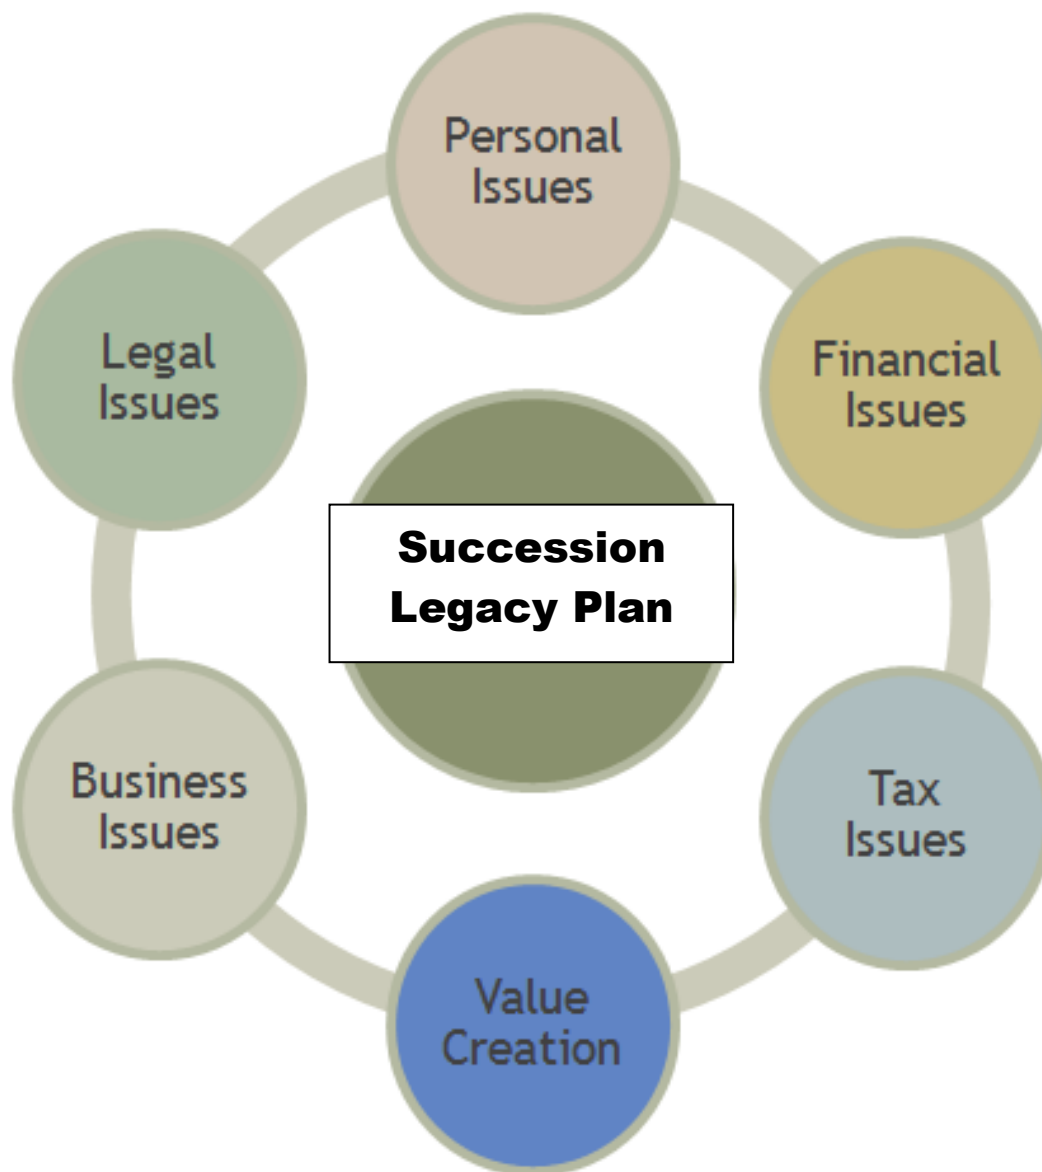 Personal
Issues
Legal
Issues
Financial
Issues
Succession
Legacy Plan
Business
Issues
Tax
Issues
Value
Creation